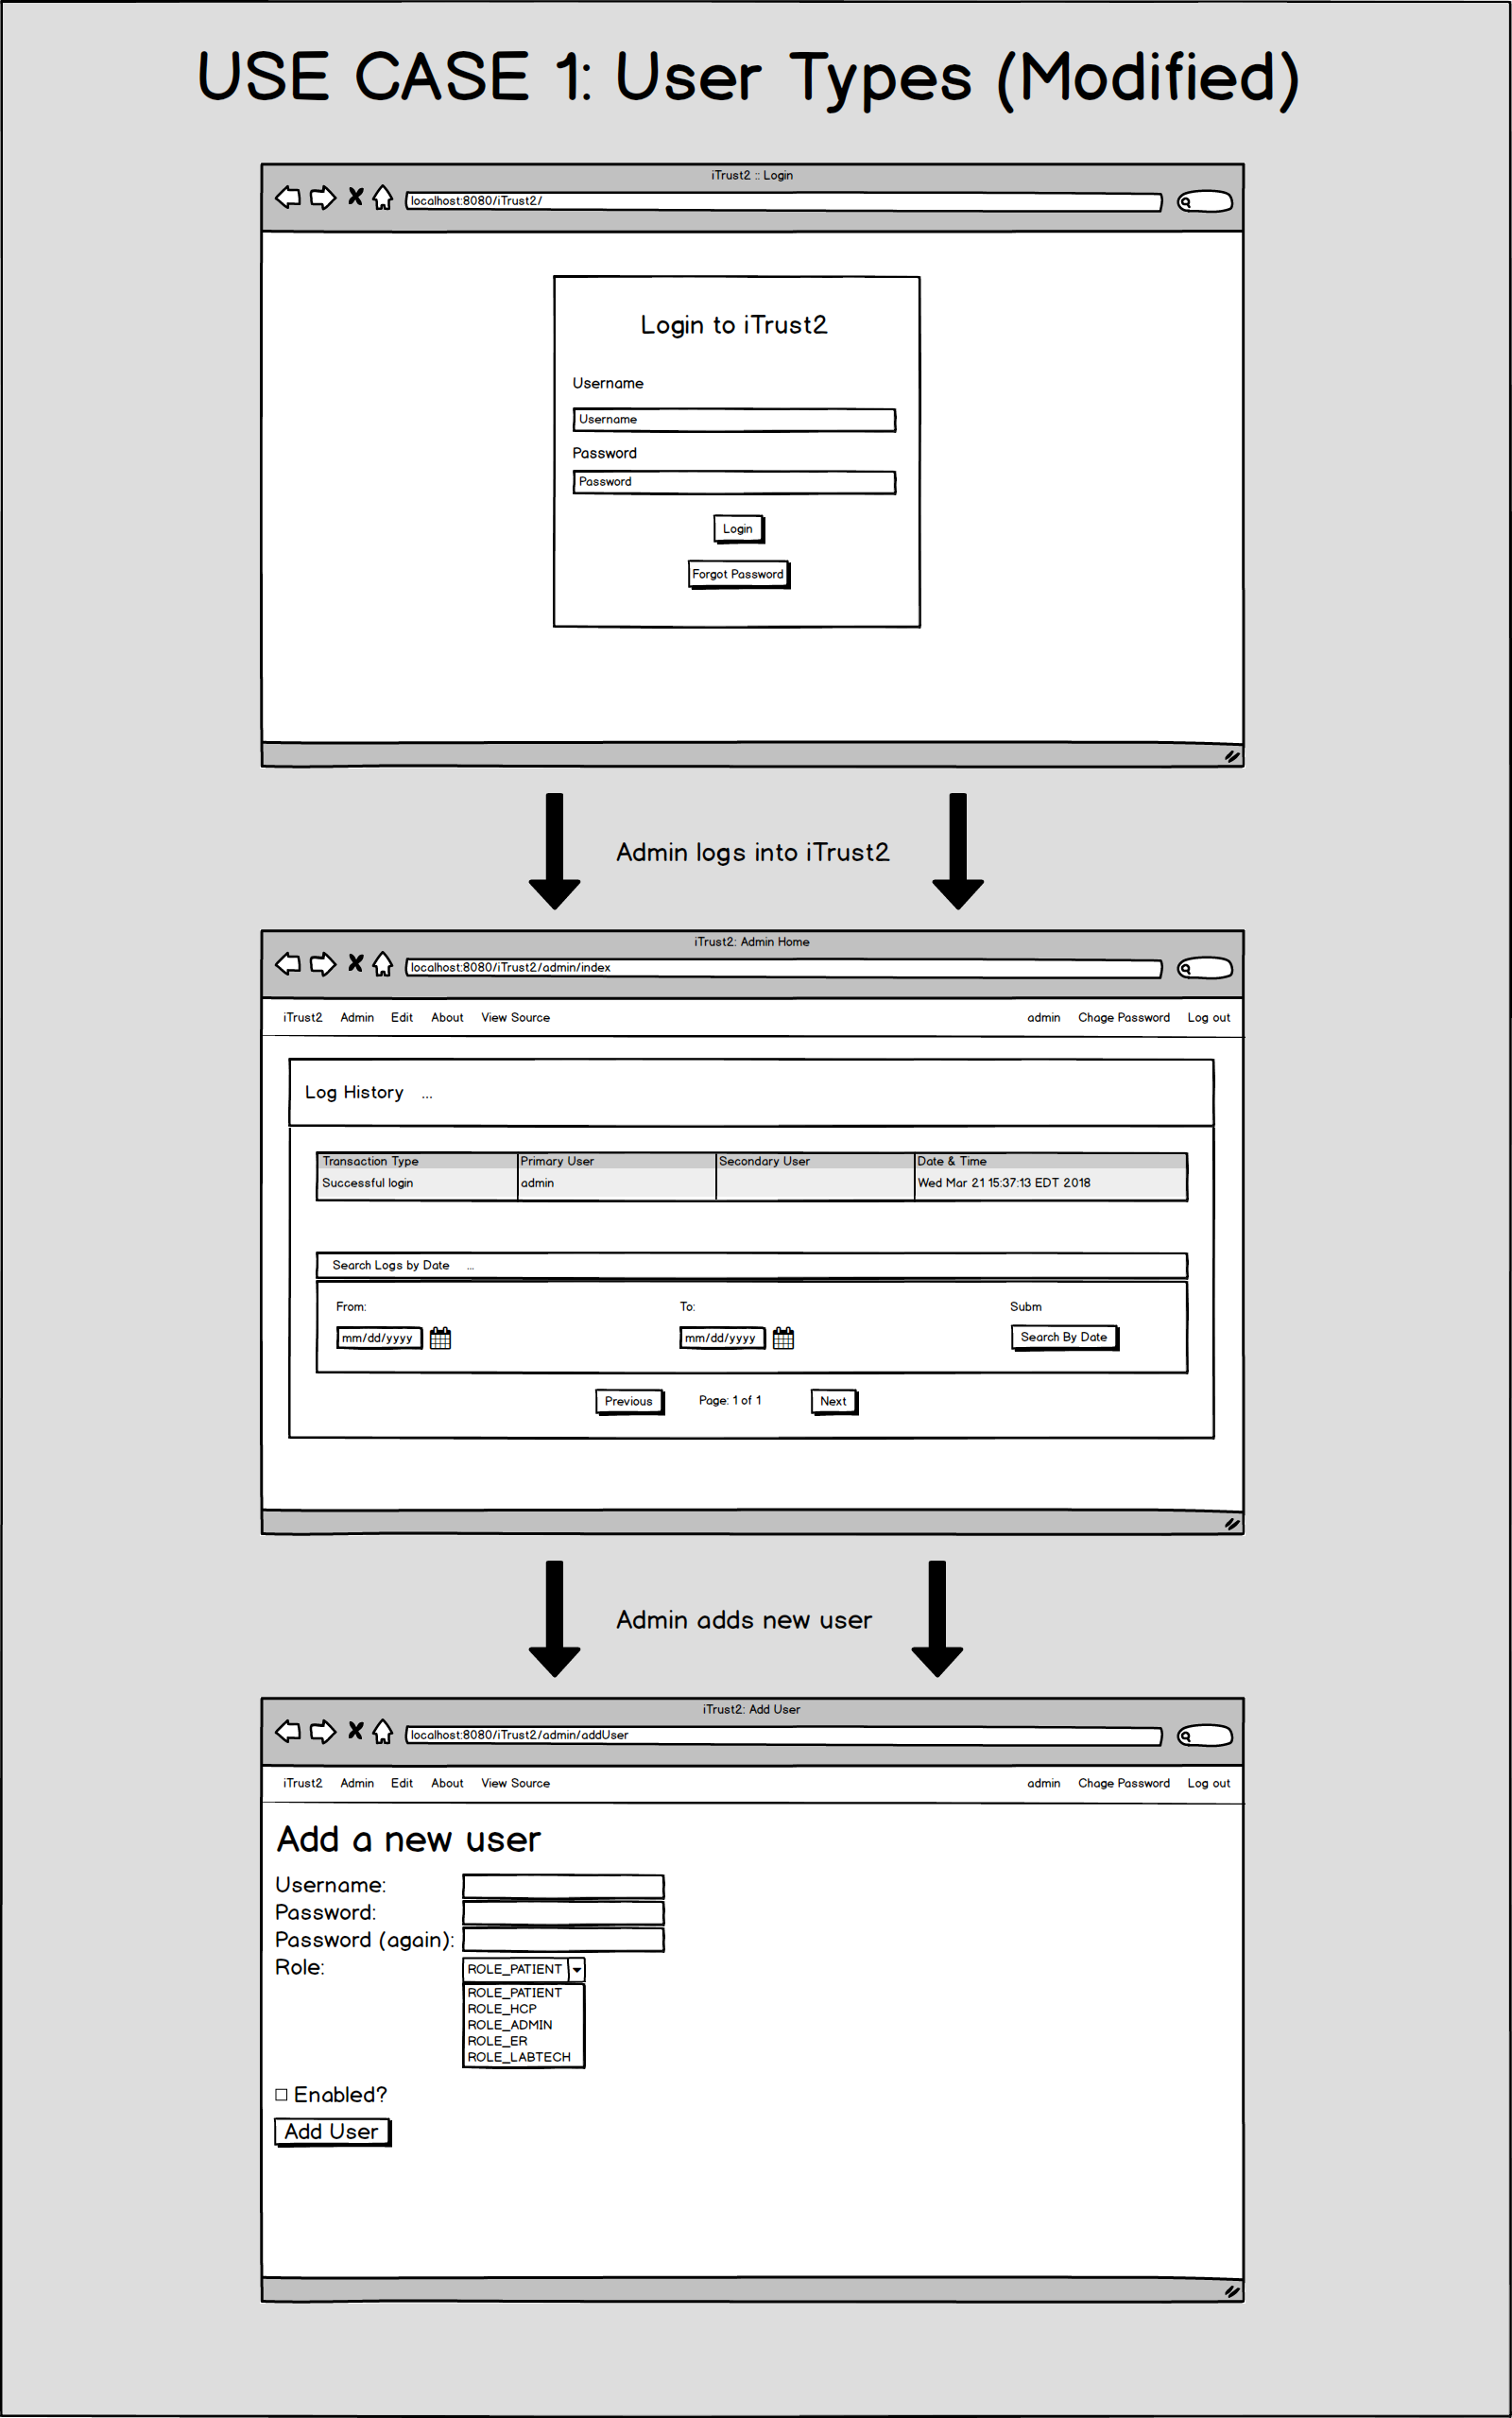 USE CASE 1: User Types (Modified)
iTrust2 :: Login
localhost:8080/iTrust2/
Login to iTrust2
Username
Username
Password
Password
Login
Forgot Password
Admin logs into iTrust2
iTrust2: Admin Home
localhost:8080/iTrust2/admin/index
iTrust2 Admin Edit About View Source admin Chage Password Log out
Log History ...
Transaction Type Primary User Secondary User Date & Time
Successful login admin Wed Mar 21 15:37:13 EDT 2018
Search Logs by Date ...
From: To: Subm
mm/dd/yyyy mm/dd/yyyy Search By Date
Previous Page: 1 of 1 Next
Admin adds new user
iTrust2: Add User
localhost:8080/iTrust2/admin/addUser
iTrust2 Admin Edit About View Source admin Chage Password Log out
Add a new user
Username:
Password:
Password (again):
Role: ROLE_PATIENT
ROLE_PATIENT
ROLE_HCP
ROLE_ADMIN
ROLE_ER
ROLE_LABTECH
Enabled?
Add User